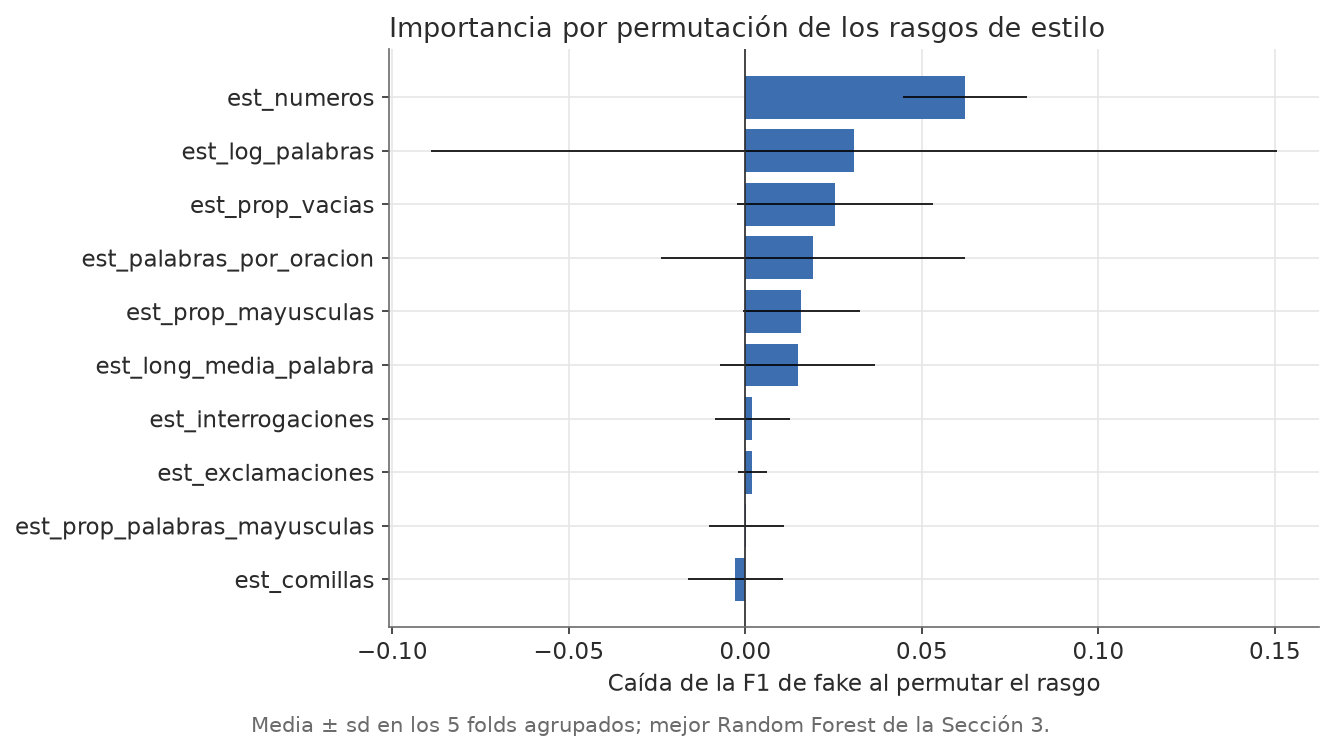 Importancia por permutación de los rasgos de estilo
est_numeros
est_log_palabras
est_prop_vacias
est_palabras_por_oracion
est_prop_mayusculas
est_long_media_palabra
est_interrogaciones
est_exclamaciones
est_prop_palabras_mayusculas
est_comillas
−0.10 −0.05 0.00 0.05 0.10 0.15
Caída de la F1 de fake al permutar el rasgo
Media ± sd en los 5 folds agrupados; mejor Random Forest de la Sección 3.